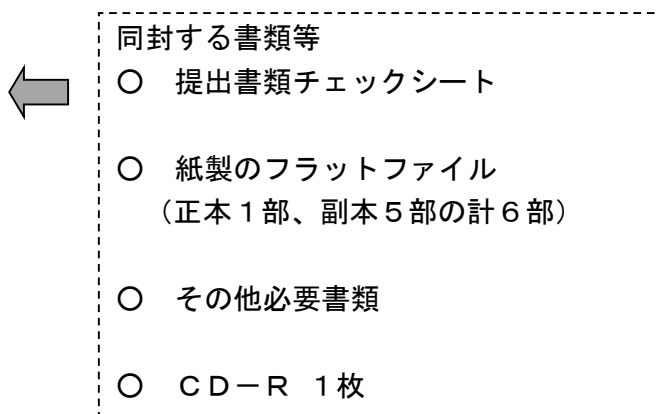 同封する書類等
○　提出書類チェックシート
○　紙製のフラットファイル
（正本１部、副本５部の計６部）
○　その他必要書類
○　ＣＤ－Ｒ １枚